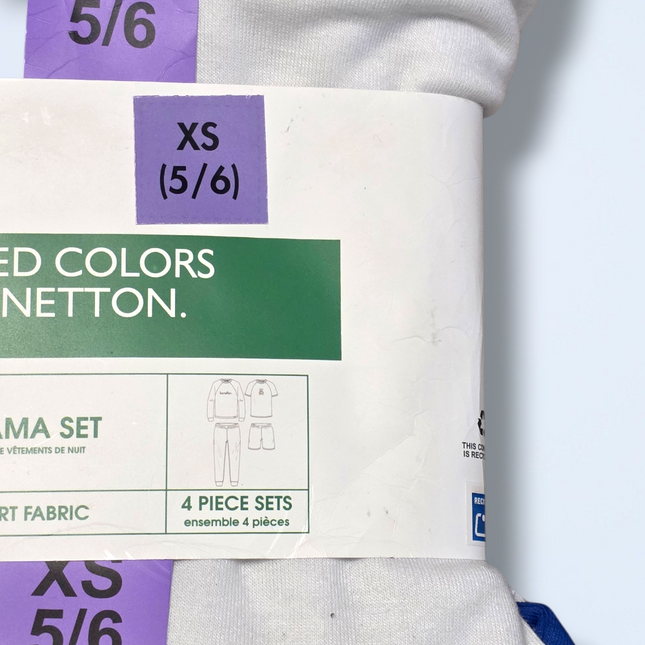 5/6
XS
(5/6)
ED COLORS
NETTON.
AMA SET
E VÊTEMENTS DE NUIT
RT FABRIC
4 PIECE SETS
ensemble 4 pièces
THIS CO
IS RECY
REC
XS
5/6